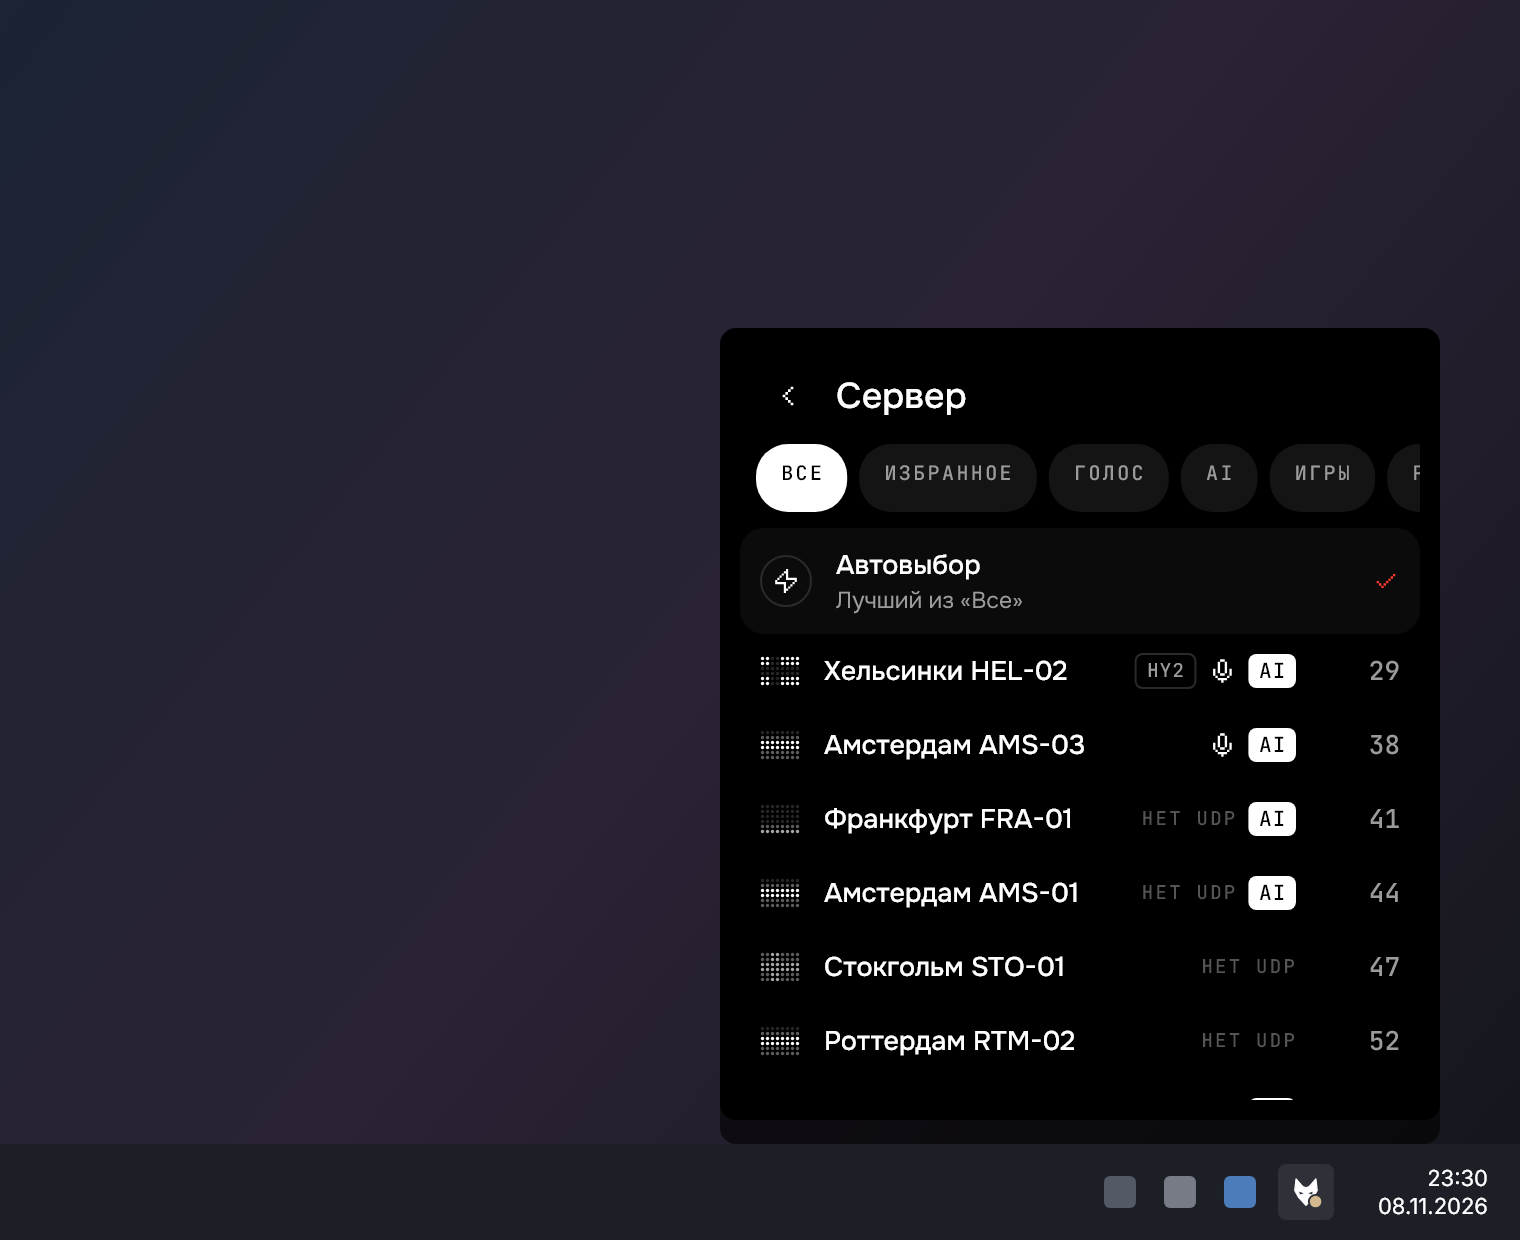 Сервер
ВСЕ ИЗБРАННОЕ ГОЛОС AI ИГРЫ
Автовыбор
Лучший из «Все»
Хельсинки HEL-02 HY2 AI 29
Амстердам AMS-03 AI 38
Франкфурт FRA-01 НЕТ UDP AI 41
Амстердам AMS-01 НЕТ UDP AI 44
Стокгольм STO-01 НЕТ UDP 47
Роттердам RTM-02 НЕТ UDP 52
23:30
08.11.2026